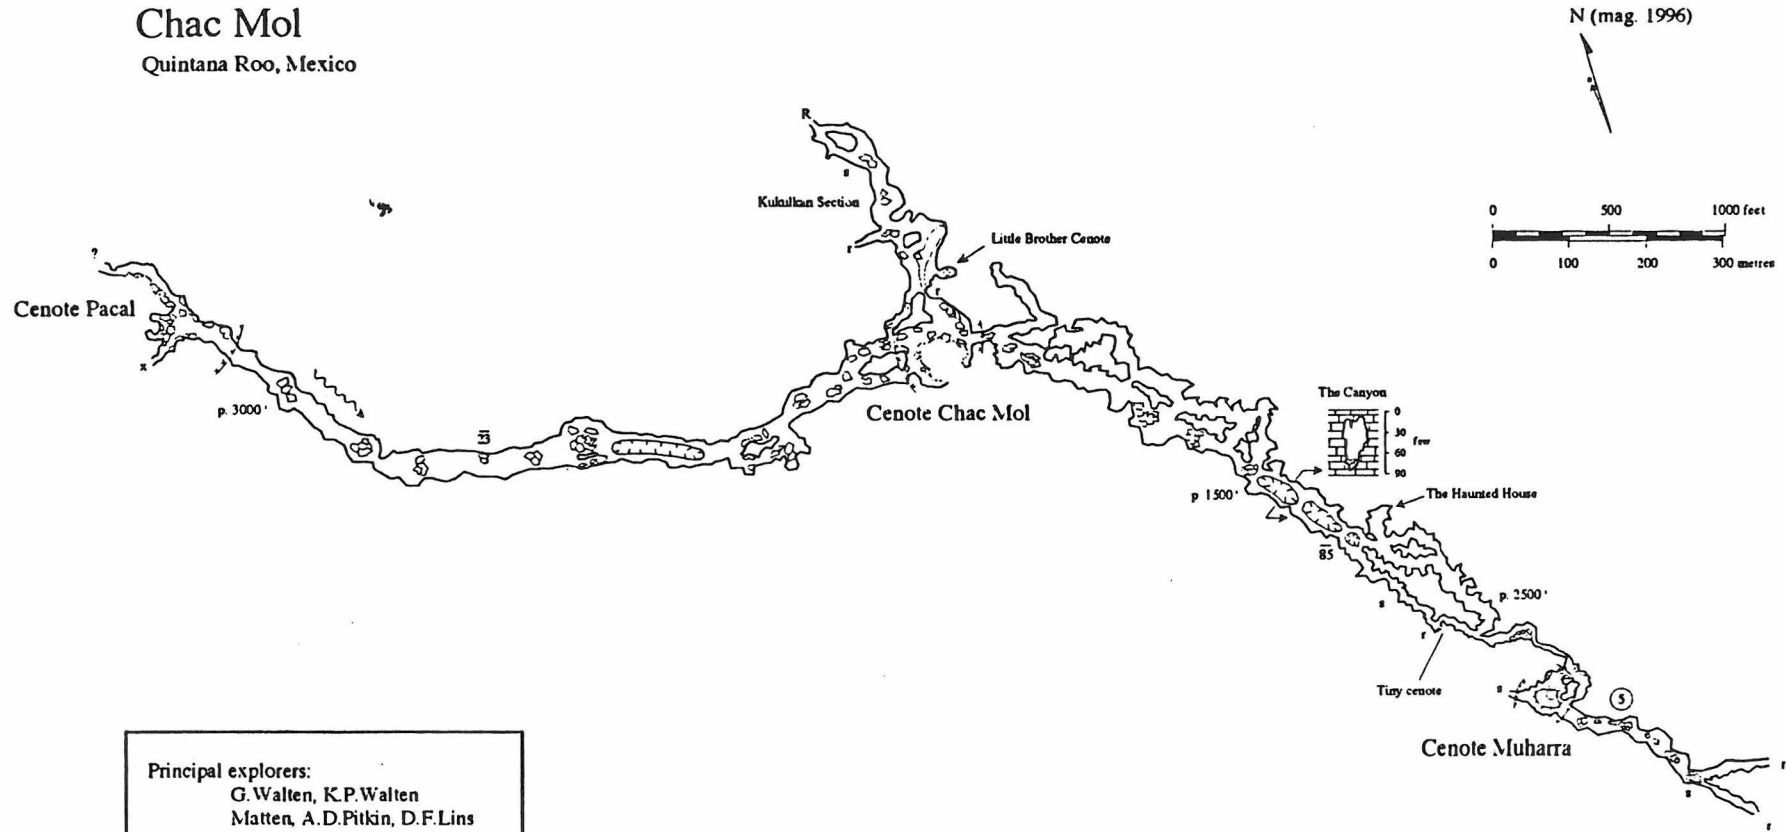 Chac Mol
Quintana Roo, Mexico
N (mag. 1996)
0 500 1000 feet
0 100 200 300 metres
R
s
Kukulkan Section
r
Little Brother Cenote
r
?
Cenote Pacal
x
+
p. 3000'
23
Cenote Chac Mol
The Canyon
0
30
60
90
p 1500'
The Haunted House
85
p. 2500'
s
r
Tiny cenote
s
5
Cenote Muharra
r
s
r
Principal explorers:
G.Walten, K.P.Walten
Matten, A.D.Pitkin, D.F.Lins